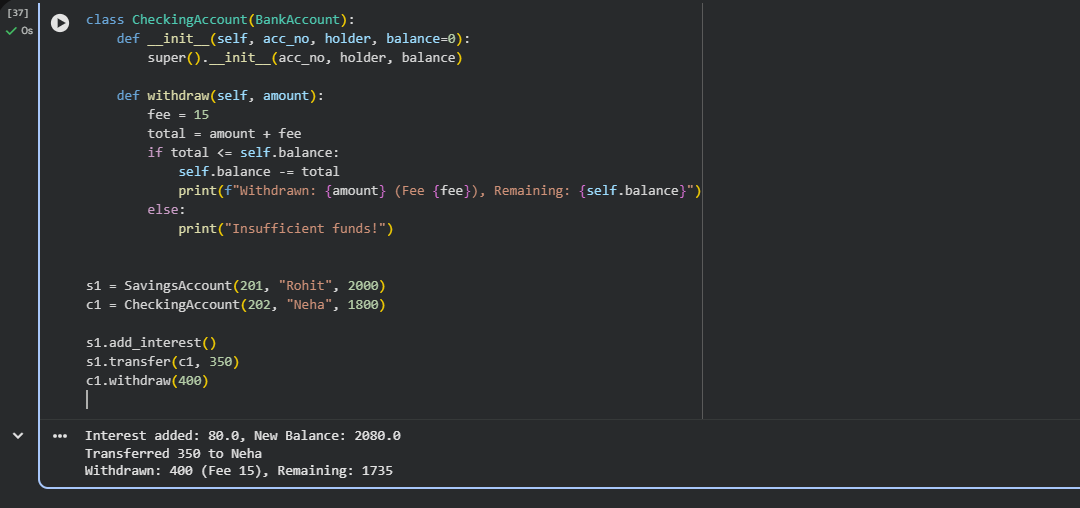 [37]
0s
class CheckingAccount(BankAccount):
    def __init__(self, acc_no, holder, balance=0):
        super().__init__(acc_no, holder, balance)

    def withdraw(self, amount):
        fee = 15
        total = amount + fee
        if total <= self.balance:
            self.balance -= total
            print(f"Withdrawn: {amount} (Fee {fee}), Remaining: {self.balance}")
        else:
            print("Insufficient funds!")


s1 = SavingsAccount(201, "Rohit", 2000)
c1 = CheckingAccount(202, "Neha", 1800)

s1.add_interest()
s1.transfer(c1, 350)
c1.withdraw(400)
Interest added: 80.0, New Balance: 2080.0
Transferred 350 to Neha
Withdrawn: 400 (Fee 15), Remaining: 1735